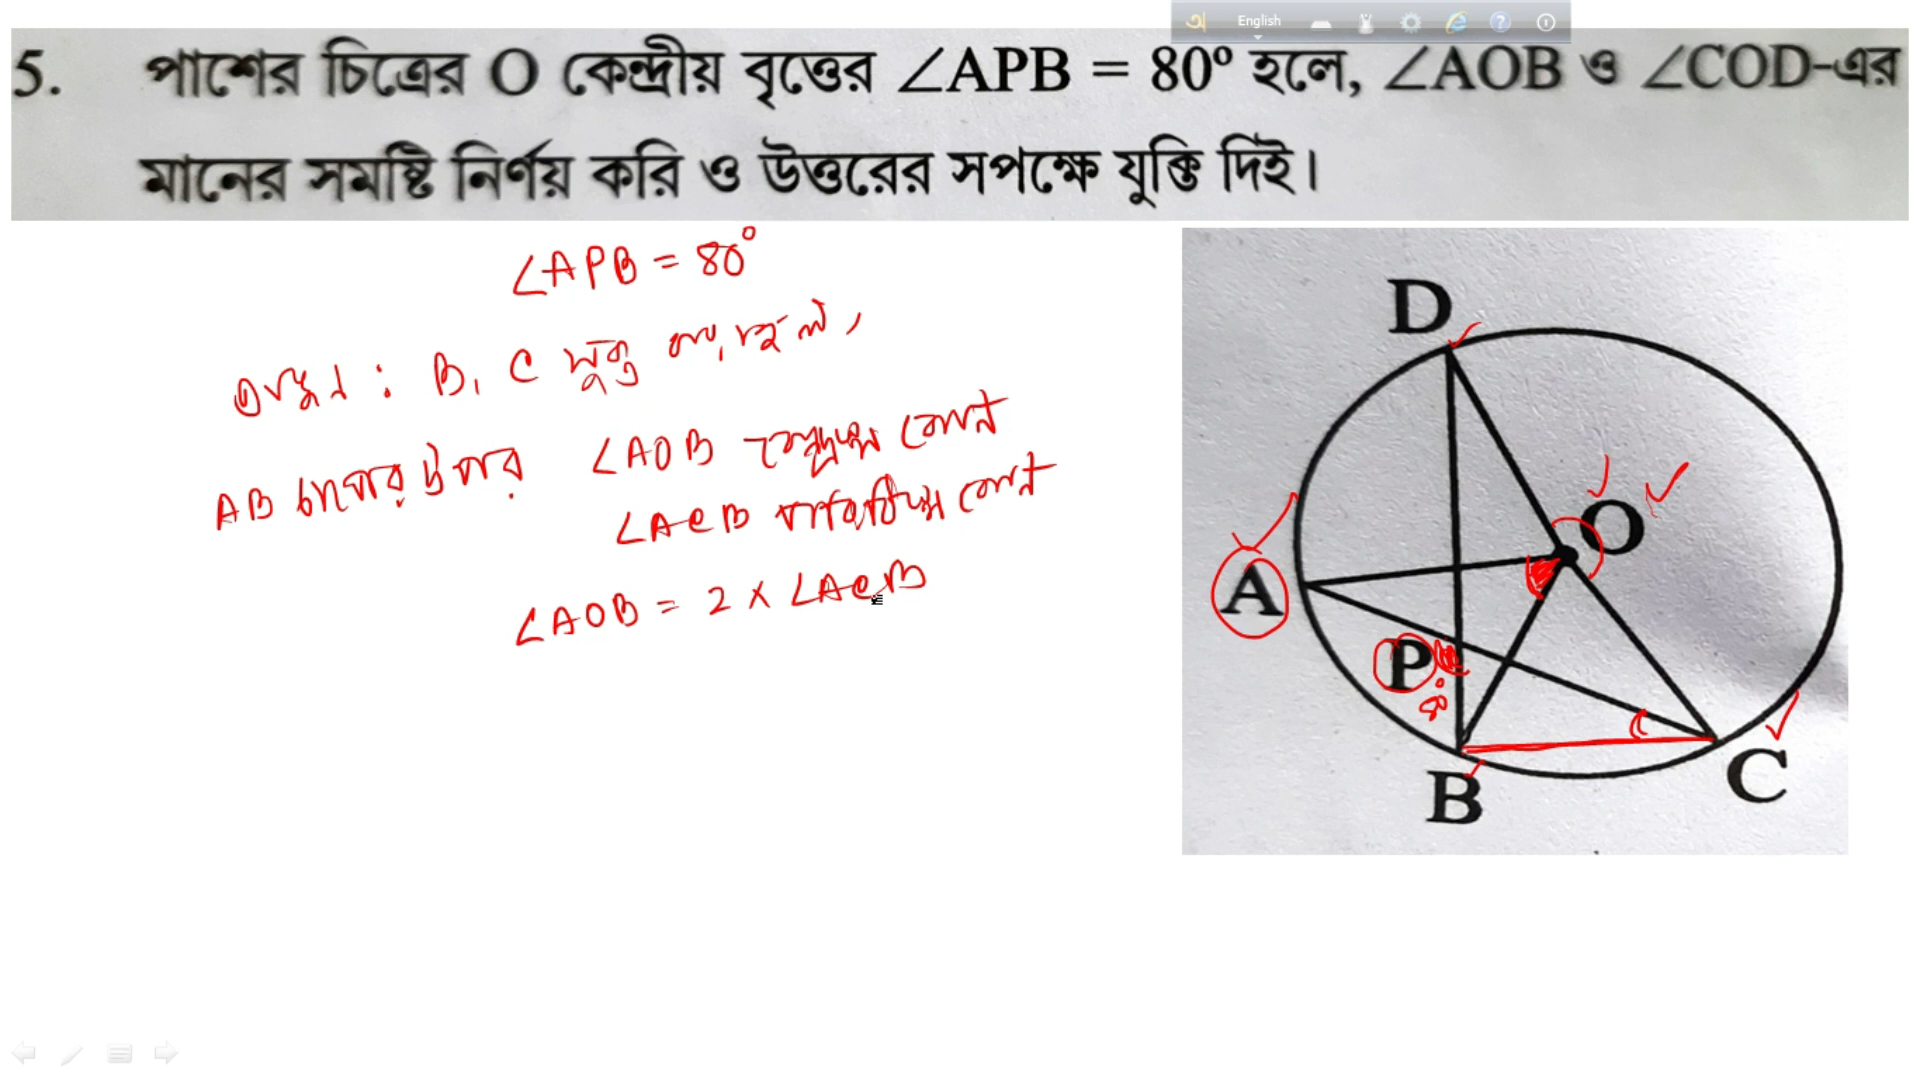 English
5. পাশের চিত্রের O কেন্দ্রীয় বৃত্তের ∠APB = 80° হলে, ∠AOB ও ∠COD-এর
মানের সমষ্টি নির্ণয় করি ও উত্তরের সপক্ষে যুক্তি দিই।
∠APB = 80°
অঙ্কন : B, C যুক্ত করা হল,
AB চাপের উপর ∠AOB কেন্দ্রস্থ কোণ
∠ACB পরিধিস্থ কোণ
∠AOB = 2 × ∠ACB
D
O
A
P
80°
B
C